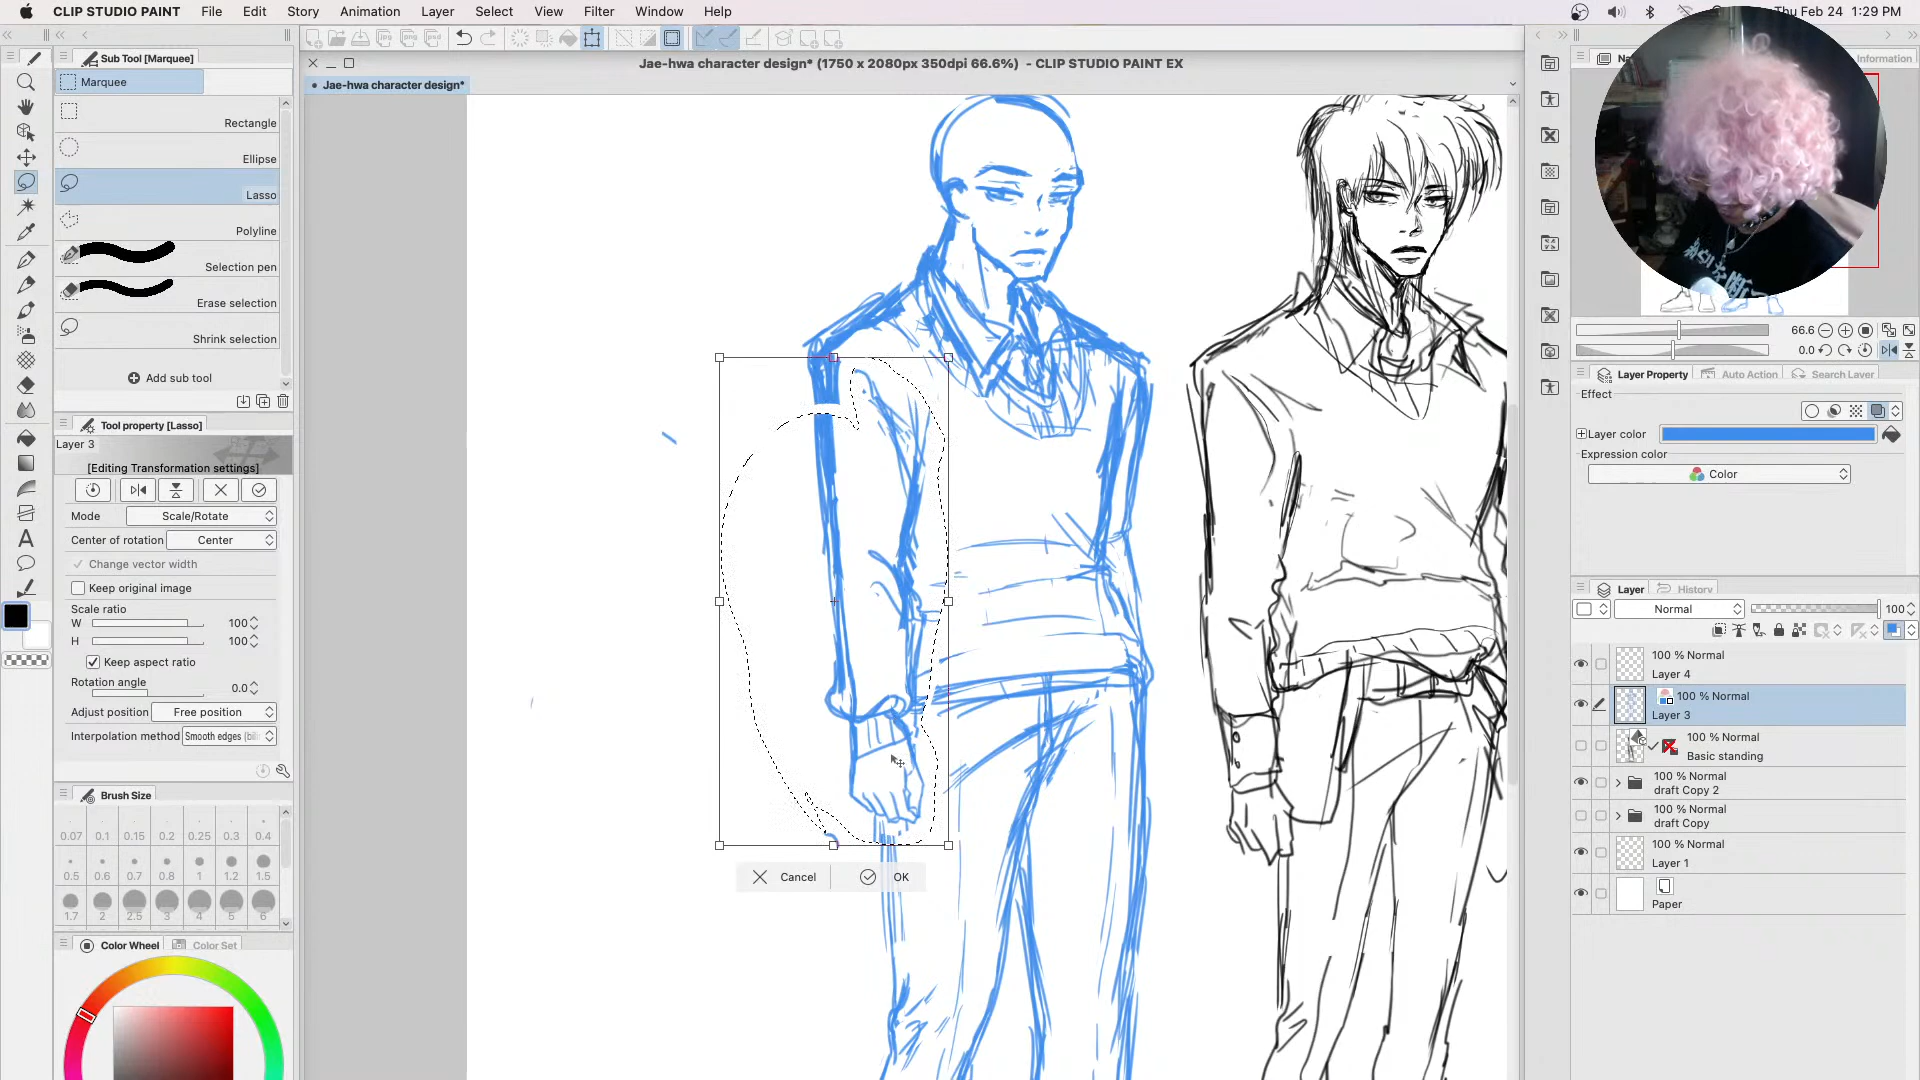 CLIP STUDIO PAINT File Edit Story Animation Layer Select View Filter Window Help Thu Feb 24 1:29 PM
Jae-hwa character design* (1750 x 2080px 350dpi 66.6%) - CLIP STUDIO PAINT EX
Jae-hwa character design*
Sub Tool [Marquee]
Marquee
Rectangle
Ellipse
Lasso
Polyline
Selection pen
Erase selection
Shrink selection
Add sub tool
Tool property [Lasso]
Layer 3
[Editing Transformation settings]
Mode Scale/Rotate
Center of rotation Center
Change vector width
Keep original image
Scale ratio
W 100
H 100
Keep aspect ratio
Rotation angle 0.0
Adjust position Free position
Interpolation method Smooth edges
Brush Size
0.07 0.1 0.15 0.2 0.25 0.3 0.4
0.5 0.6 0.7 0.8 1 1.2 1.5
1.7 2 2.5 3 4 5 6
Color Wheel Color Set
Cancel OK
Information
66.6
0.0
Layer Property Auto Action Search Layer
Effect
Layer color
Expression color
Color
Layer History
Normal 100
100 % Normal
Layer 4
100 % Normal
Layer 3
100 % Normal
Basic standing
100 % Normal
draft Copy 2
100 % Normal
draft Copy
100 % Normal
Layer 1
Paper